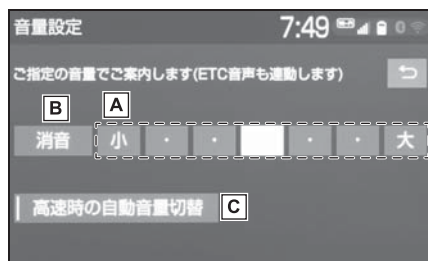 音量設定 7:49
ご指定の音量でご案内します(ETC音声も連動します)
B A
消音 小 ・ ・ ・ ・ 大
高速時の自動音量切替 C